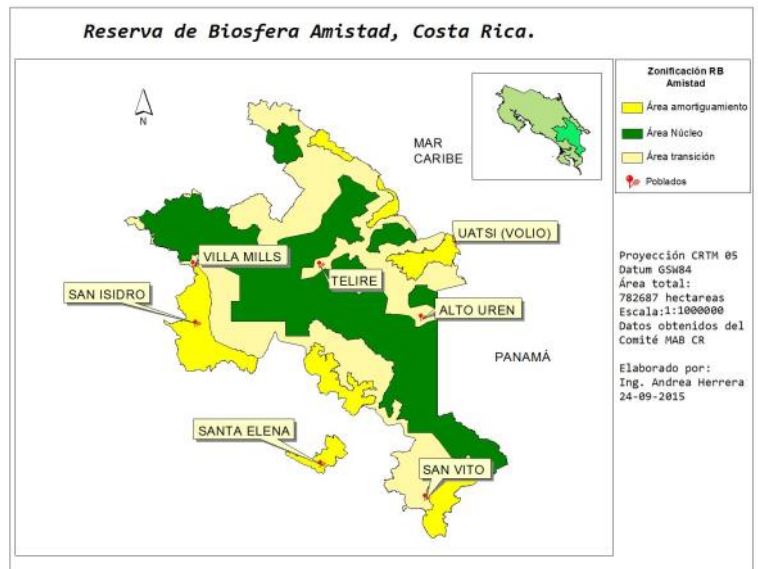 Reserva de Biosfera Amistad, Costa Rica.
N
MAR
CARIBE
UATSI (VOLIO)
VILLA MILLS
TELIRE
SAN ISIDRO
ALTO UREN
PANAMÁ
SANTA ELENA
SAN VITO
Zonificación RB
Amistad
Área amortiguamiento
Área Núcleo
Área transición
Poblados
Proyección CRTM 05
Datum GSW84
Área total:
782687 hectareas
Escala:1:1000000
Datos obtenidos del
Comité MAB CR
Elaborado por:
Ing. Andrea Herrera
24-09-2015